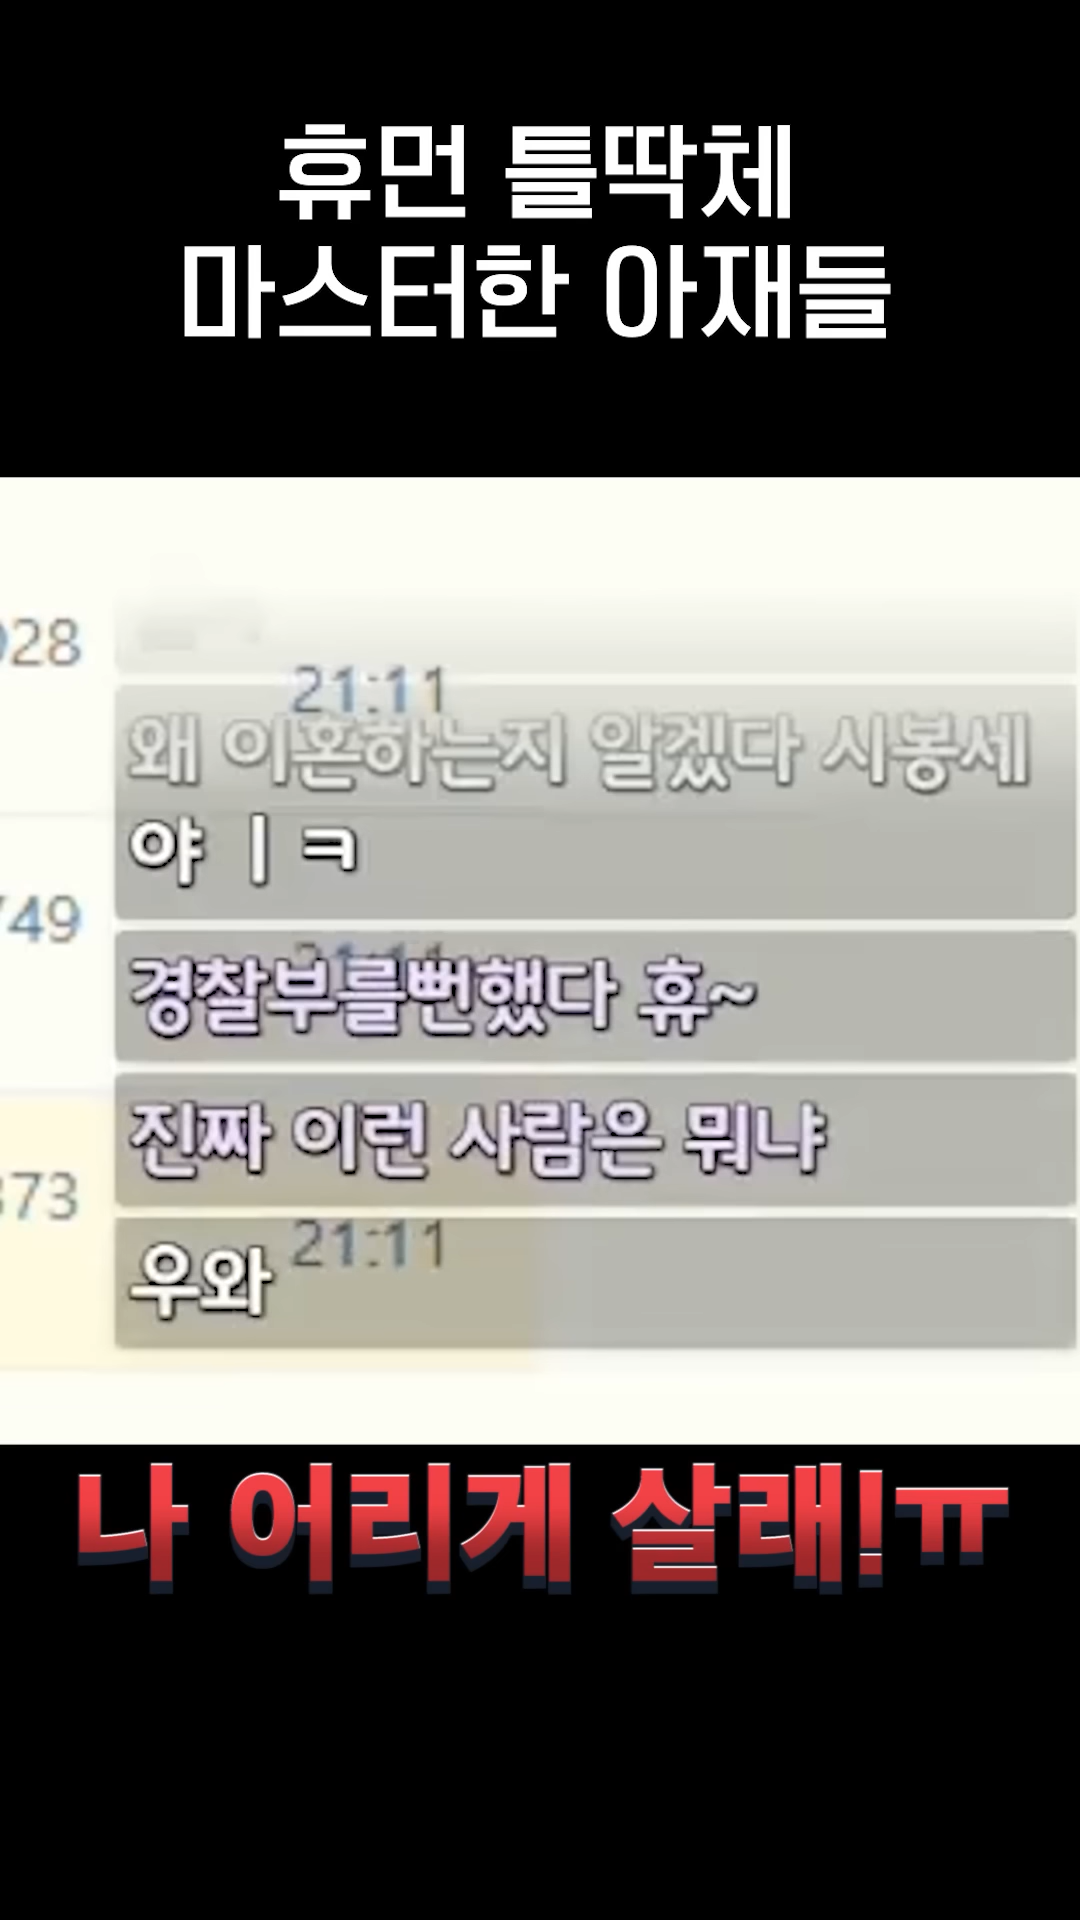 휴먼 틀딱체
마스터한 아재들
028
21:11
왜 이혼하는지 알겠다 시봉세
야 ㅣㅋ
749
21:11
경찰부를뻔했다 휴~
진짜 이런 사람은 뭐냐
373
21:11
우와
나 어리게 살래!ㅠ